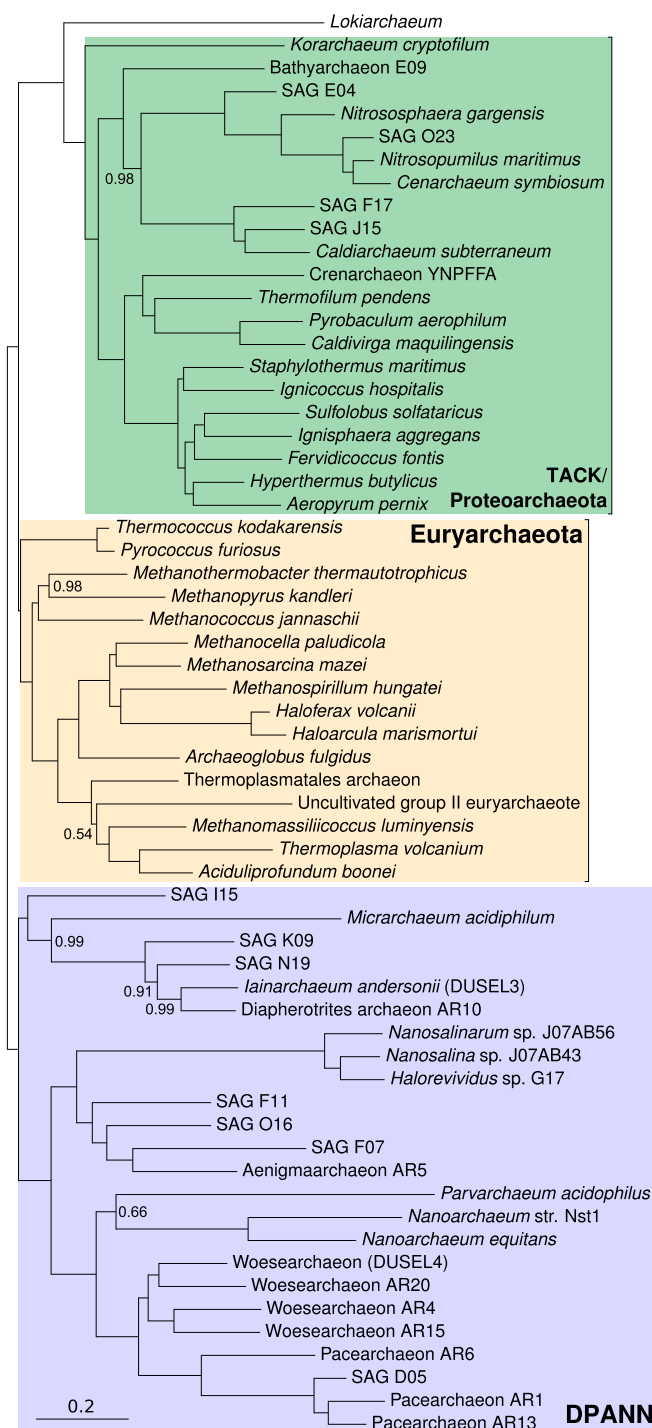 Lokiarchaeum
Korarchaeum cryptofilum
Bathyarchaeon E09
SAG E04
Nitrososphaera gargensis
SAG O23
Nitrosopumilus maritimus
0.98
Cenarchaeum symbiosum
SAG F17
SAG J15
Caldiarchaeum subterraneum
Crenarchaeon YNPFFA
Thermofilum pendens
Pyrobaculum aerophilum
Caldivirga maquilingensis
Staphylothermus maritimus
Ignicoccus hospitalis
Sulfolobus solfataricus
Ignisphaera aggregans
Fervidicoccus fontis
Hyperthermus butylicus
Aeropyrum pernix
TACK/
Proteoarchaeota
Thermococcus kodakarensis
Euryarchaeota
Pyrococcus furiosus
Methanothermobacter thermautotrophicus
0.98
Methanopyrus kandleri
Methanococcus jannaschii
Methanocella paludicola
Methanosarcina mazei
Methanospirillum hungatei
Haloferax volcanii
Haloarcula marismortui
Archaeoglobus fulgidus
Thermoplasmatales archaeon
Uncultivated group II euryarchaeote
0.54
Methanomassiliicoccus luminyensis
Thermoplasma volcanium
Aciduliprofundum boonei
SAG I15
Micrarchaeum acidiphilum
0.99
SAG K09
SAG N19
0.91
Iainarchaeum andersonii (DUSEL3)
0.99
Diapherotrites archaeon AR10
Nanosalinarum sp. J07AB56
Nanosalina sp. J07AB43
Halorevividus sp. G17
SAG F11
SAG O16
SAG F07
Aenigmaarchaeon AR5
Parvarchaeum acidophilus
0.66
Nanoarchaeum str. Nst1
Nanoarchaeum equitans
Woesearchaeon (DUSEL4)
Woesearchaeon AR20
Woesearchaeon AR4
Woesearchaeon AR15
Pacearchaeon AR6
SAG D05
Pacearchaeon AR1
0.2
DPANN
Pacearchaeon AR13